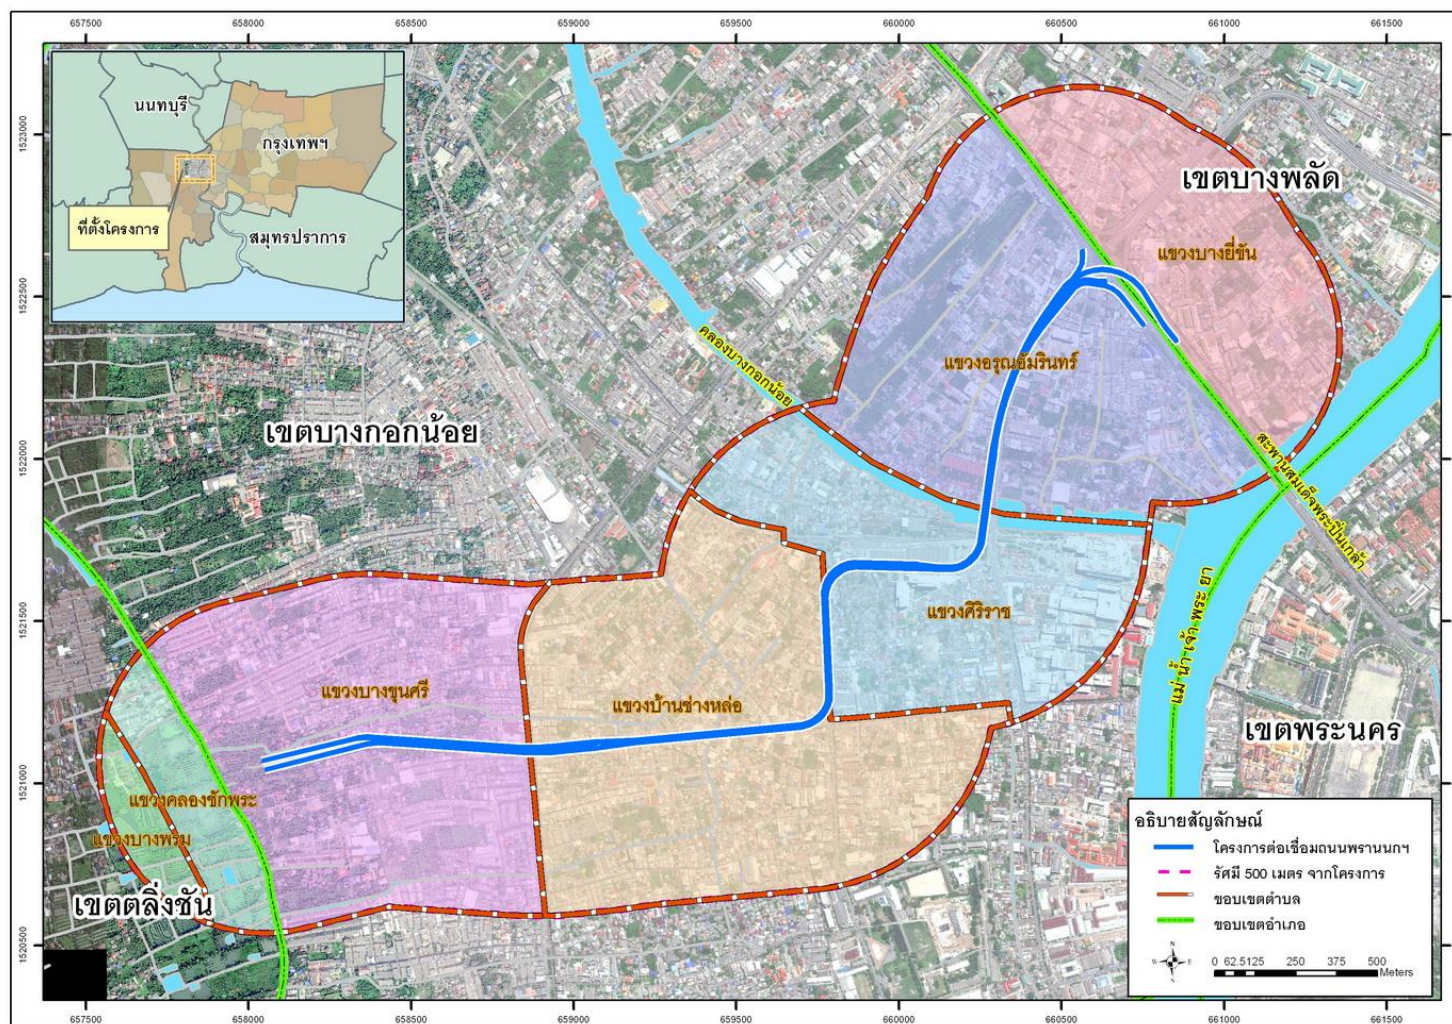 657500 658000 658500 659000 659500 660000 660500 661000 661500
1523000
1522500
1522000
1521500
1521000
1520500
นนทบุรี
กรุงเทพฯ
ที่ตั้งโครงการ
สมุทรปราการ
เขตบางพลัด
แขวงบางยี่ขัน
คลองบางกอกน้อย
แขวงอรุณอัมรินทร์
เขตบางกอกน้อย
สะพานสมเด็จพระปิ่นเกล้า
แขวงศิริราช
แม่น้ำเจ้าพระยา
แขวงบางขุนศรี
แขวงบ้านช่างหล่อ
เขตพระนคร
แขวงคลองชักพระ
แขวงบางพรม
เขตตลิ่งชัน
อธิบายสัญลักษณ์
โครงการต่อเชื่อมถนนพรานนกฯ
รัศมี 500 เมตร จากโครงการ
ขอบเขตตำบล
ขอบเขตอำเภอ
N
W E
S
0 62.5125 250 375 500
Meters
1523000
1522500
1522000
1521500
1521000
1520500
657500 658000 658500 659000 659500 660000 660500 661000 661500